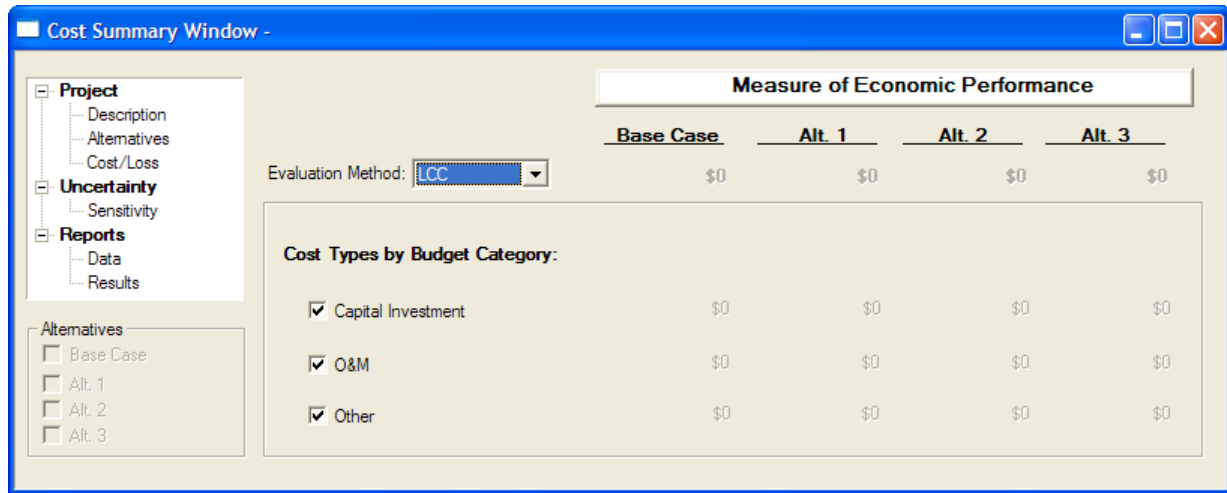 Cost Summary Window -
Project
Description
Alternatives
Cost/Loss
Uncertainty
Sensitivity
Reports
Data
Results
Alternatives
Base Case
Alt. 1
Alt. 2
Alt. 3
Measure of Economic Performance
Base Case Alt. 1 Alt. 2 Alt. 3
Evaluation Method: LCC $0 $0 $0 $0
Cost Types by Budget Category:
Capital Investment $0 $0 $0 $0
O&M $0 $0 $0 $0
Other $0 $0 $0 $0